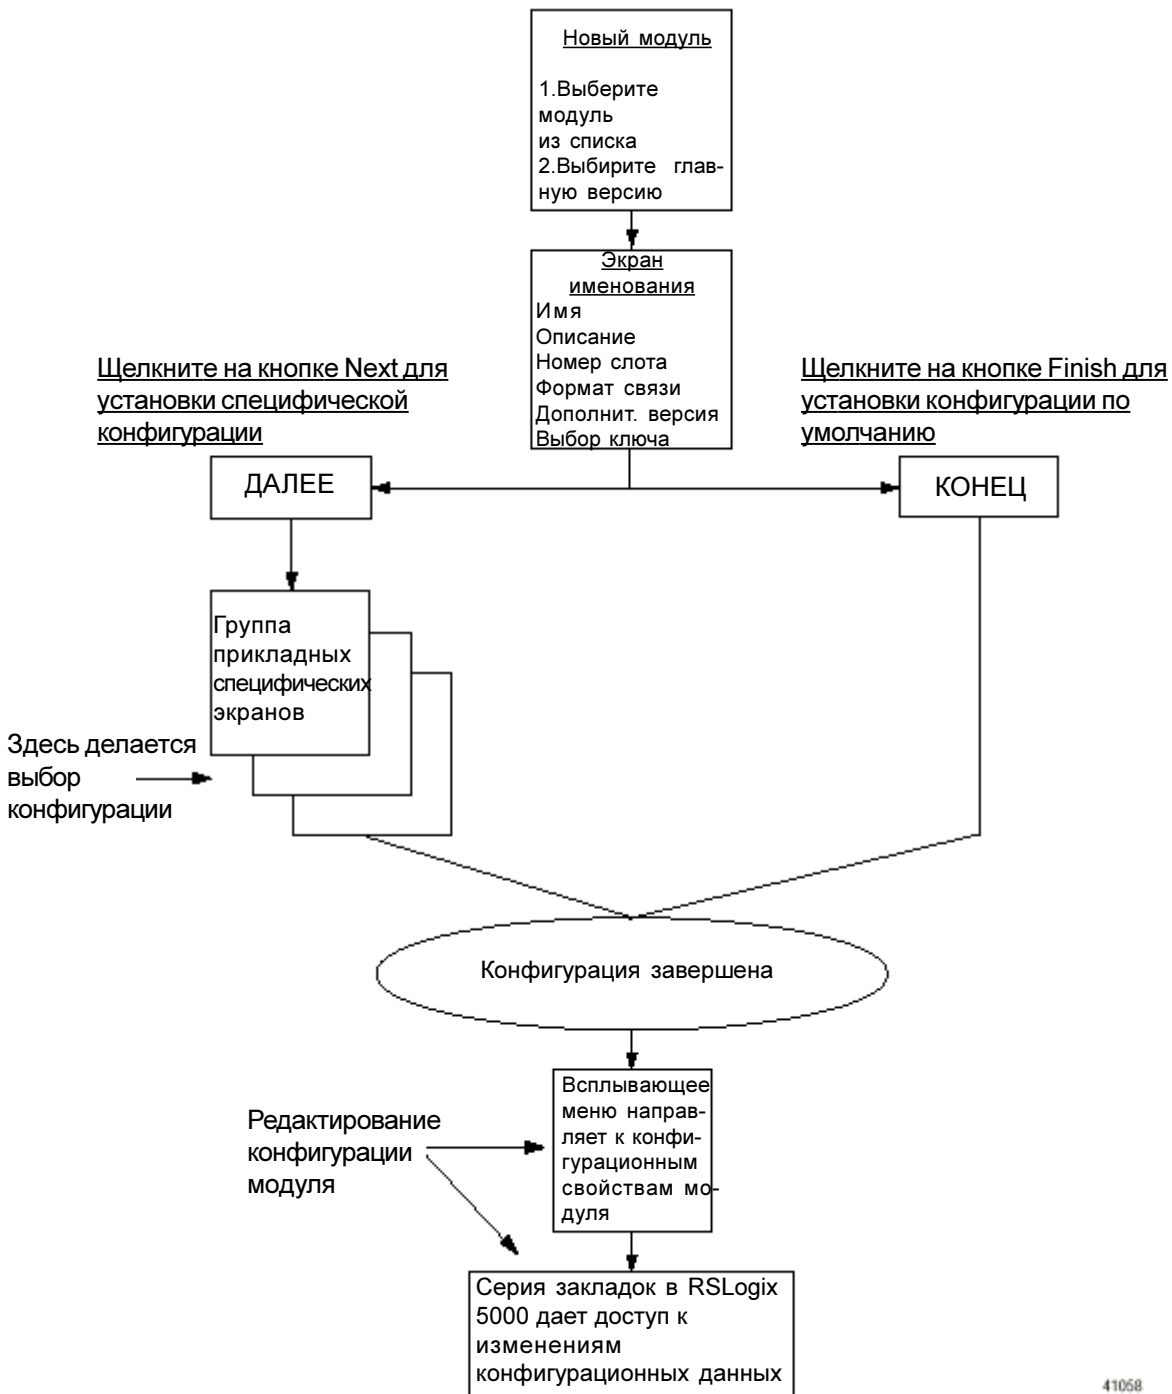 Новый модуль
1.Выберите
модуль
из списка
2.Выбирите глав-
ную версию
Экран
именования
Имя
Описание
Номер слота
Формат связи
Дополнит. версия
Выбор ключа
Щелкните на кнопке Next для
установки специфической
конфигурации
Щелкните на кнопке Finish для
установки конфигурации по
умолчанию
ДАЛЕЕ
КОНЕЦ
Группа
прикладных
специфических
экранов
Здесь делается
выбор
конфигурации
Конфигурация завершена
Всплывающее
меню направ-
ляет к конфи-
гурационным
свойствам мо-
дуля
Редактирование
конфигурации
модуля
Серия закладок в RSLogix
5000 дает доступ к
изменениям
конфигурационных данных
41058